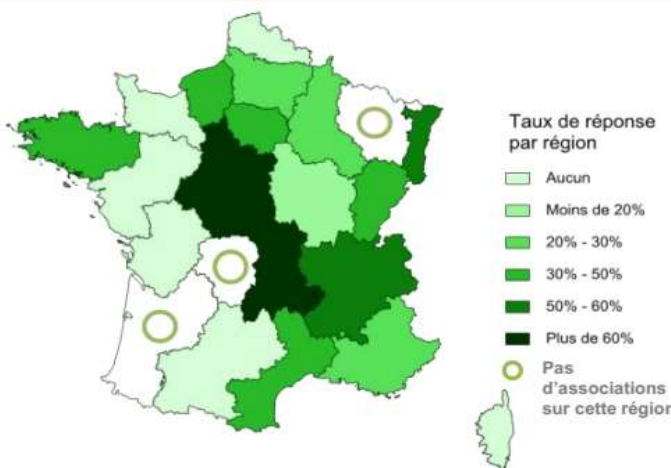 Taux de réponse
par région
Aucun
Moins de 20%
20% - 30%
30% - 50%
50% - 60%
Plus de 60%
Pas
d'associations
sur cette région